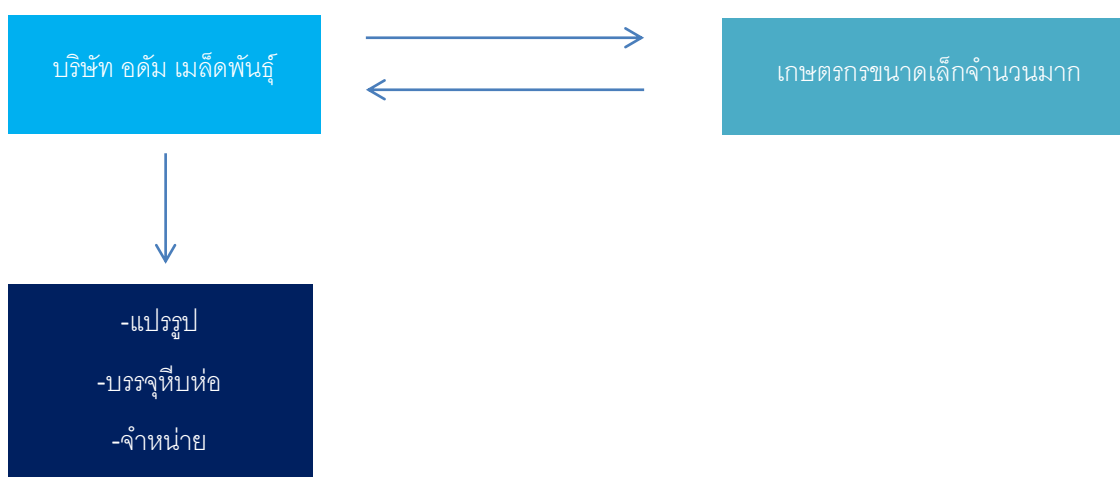 บริษัท อดัม เมล็ดพันธุ์
เกษตรกรขนาดเล็กจำนวนมาก
-แปรรูป
-บรรจุหีบห่อ
-จำหน่าย